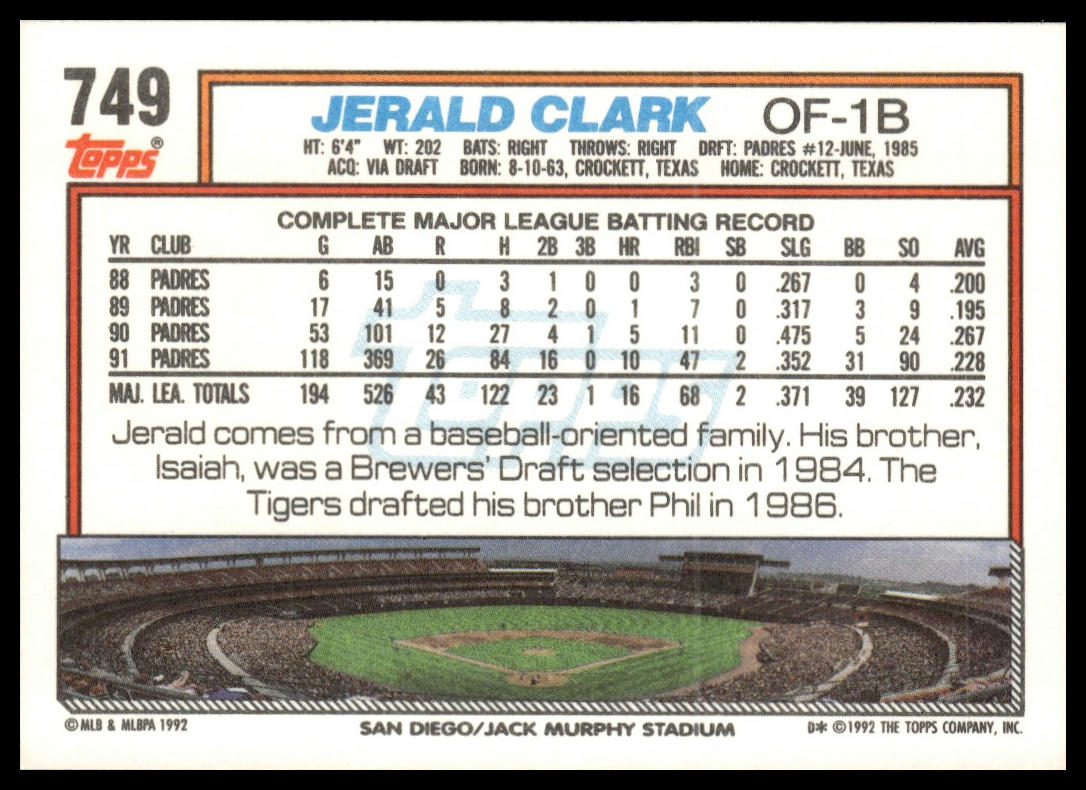 749
Topps®
JERALD CLARK OF-1B
HT: 6'4" WT: 202 BATS: RIGHT THROWS: RIGHT DRFT: PADRES #12-JUNE, 1985
ACQ: VIA DRAFT BORN: 8-10-63, CROCKETT, TEXAS HOME: CROCKETT, TEXAS
COMPLETE MAJOR LEAGUE BATTING RECORD
YR CLUB G AB R H 2B 3B HR RBI SB SLG BB SO AVG
88 PADRES 6 15 0 3 1 0 0 3 0 .267 0 4 .200
89 PADRES 17 41 5 8 2 0 1 7 0 .317 3 9 .195
90 PADRES 53 101 12 27 4 1 5 11 0 .475 5 24 .267
91 PADRES 118 369 26 84 16 0 10 47 2 .352 31 90 .228
MAJ. LEA. TOTALS 194 526 43 122 23 1 16 68 2 .371 39 127 .232
Topps
Jerald comes from a baseball-oriented family. His brother,
Isaiah, was a Brewers' Draft selection in 1984. The
Tigers drafted his brother Phil in 1986.
© MLB & MLBPA 1992
SAN DIEGO/JACK MURPHY STADIUM
D* ©1992 THE TOPPS COMPANY, INC.